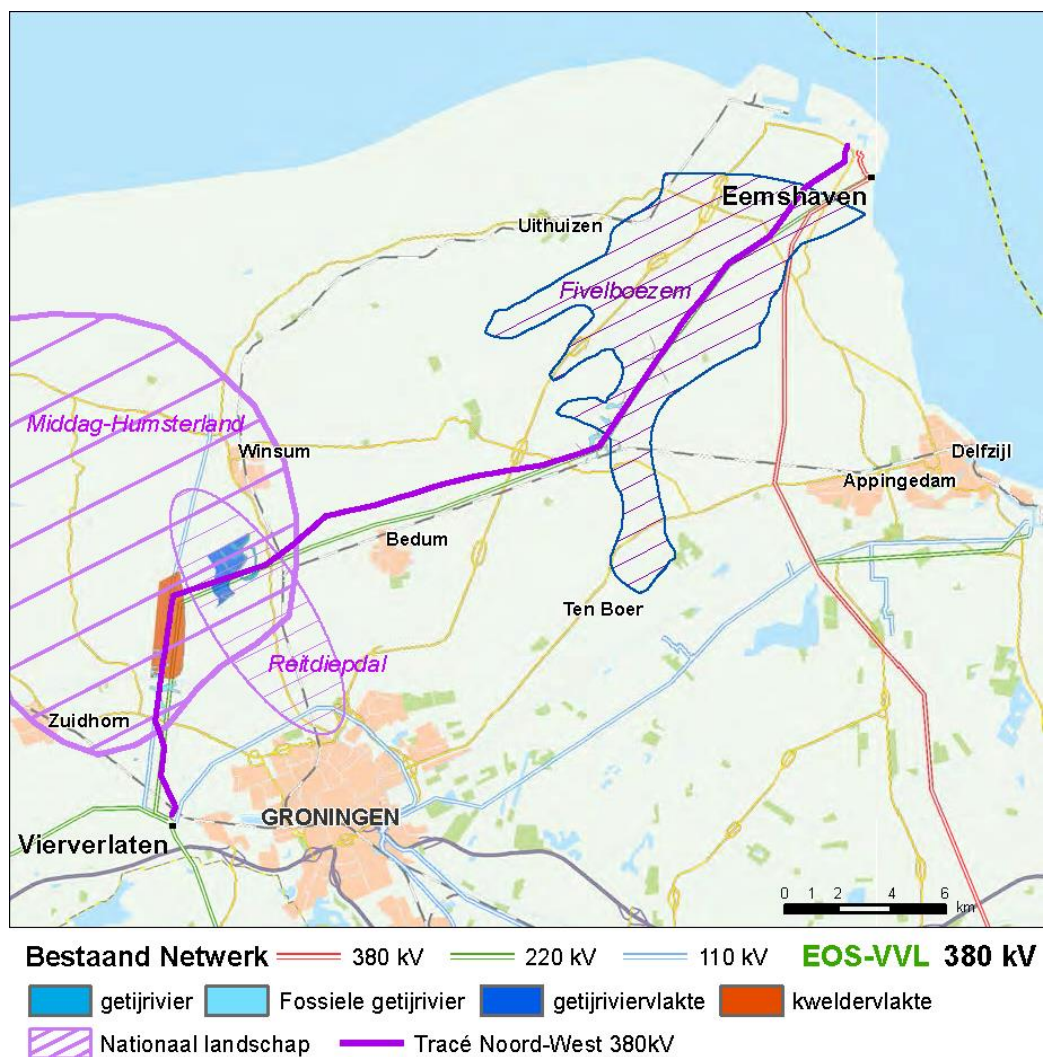 Eemshaven
Uithuizen
Fivelboezem
Middag-Humsterland
Winsum
Delfzijl
Appingedam
Bedum
Ten Boer
Reitdiepdal
Zuidhorn
GRONINGEN
Vierverlaten
0 1 2 4 6
km
Bestaand Netwerk 380 kV 220 kV 110 kV EOS-VVL 380 kV
getijrivier Fossiele getijrivier getijriviervlakte kweldervlakte
Nationaal landschap Tracé Noord-West 380kV